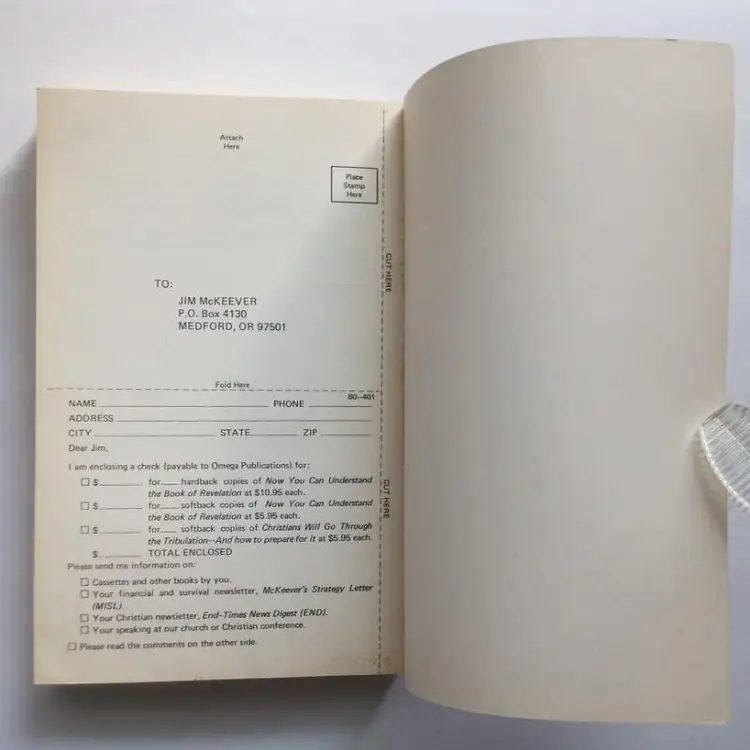 Attach
Here
Place
Stamp
Here
CUT HERE
TO:
JIM McKEEVER
P.O. Box 4130
MEDFORD, OR 97501
Fold Here
80-401
NAME PHONE
ADDRESS
CITY STATE ZIP
Dear Jim,
I am enclosing a check (payable to Omega Publications) for:
$ for hardback copies of Now You Can Understand
the Book of Revelation at $10.95 each.
$ for softback copies of Now You Can Understand
the Book of Revelation at $5.95 each.
CUT HERE
$ for softback copies of Christians Will Go Through
the Tribulation—And how to prepare for it at $5.95 each.
$ TOTAL ENCLOSED
Please send me information on:
Cassettes and other books by you.
Your financial and survival newsletter, McKeever's Strategy Letter
(MISL).
Your Christian newsletter, End-Times News Digest (END).
Your speaking at our church or Christian conference.
Please read the comments on the other side.